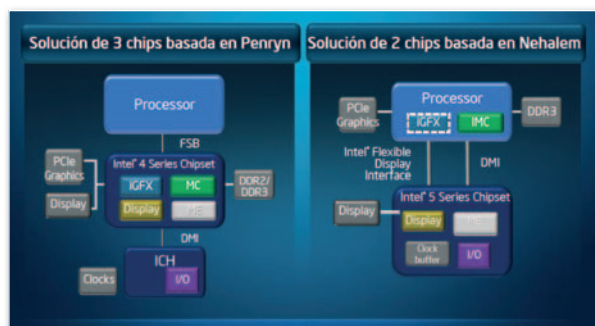 Solución de 3 chips basada en Penryn
Processor
FSB
PCIe
Graphics
Display
Intel® 4 Series Chipset
IGFX
MC
Display
ME
DDR2/
DDR3
DMI
ICH
Clocks
I/O
Solución de 2 chips basada en Nehalem
PCIe
Graphics
Processor
IGFX
IMC
DDR3
Intel® Flexible
Display
Interface
DMI
Intel® 5 Series Chipset
Display
Display
Clock
buffer
I/O